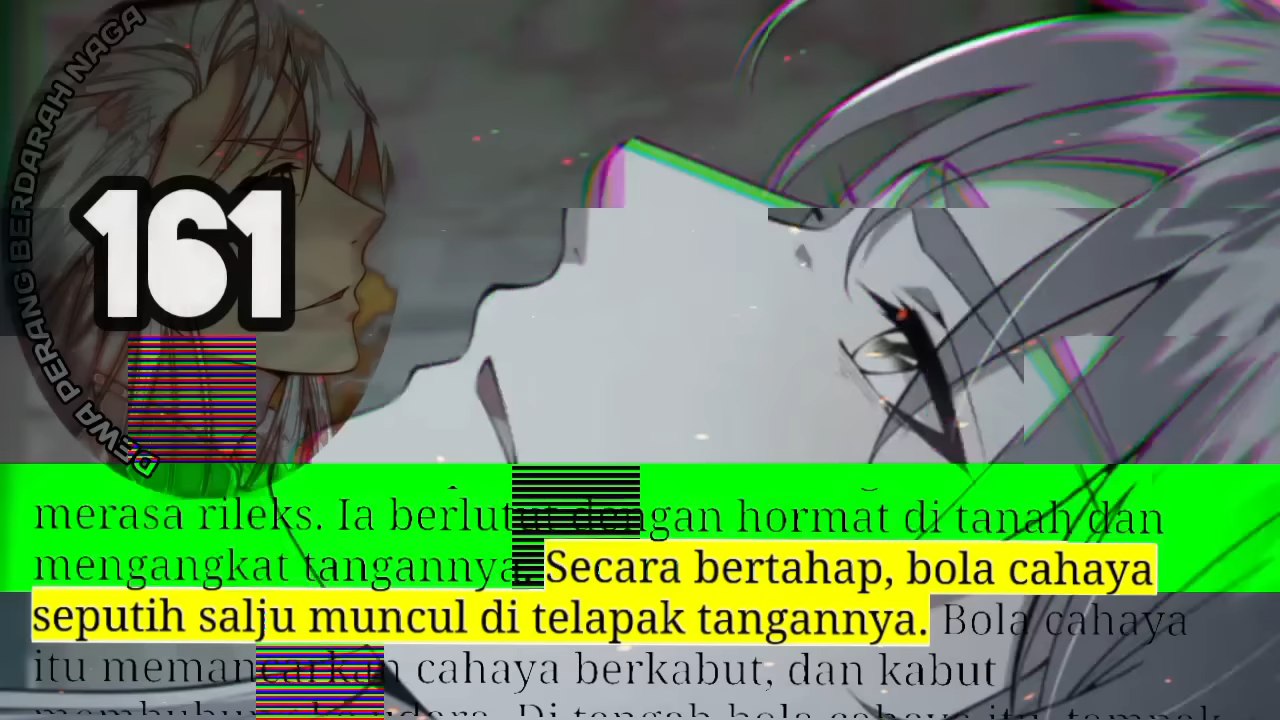 DEWA PERANG BERDARAH NAGA
161
merasa rileks. Ia berlutut dengan hormat di tanah dan
mengangkat tangannya. Secara bertahap, bola cahaya
seputih salju muncul di telapak tangannya. Bola cahaya
itu memancarkan cahaya berkabut, dan kabut